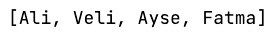 [Ali, Veli, Ayse, Fatma]